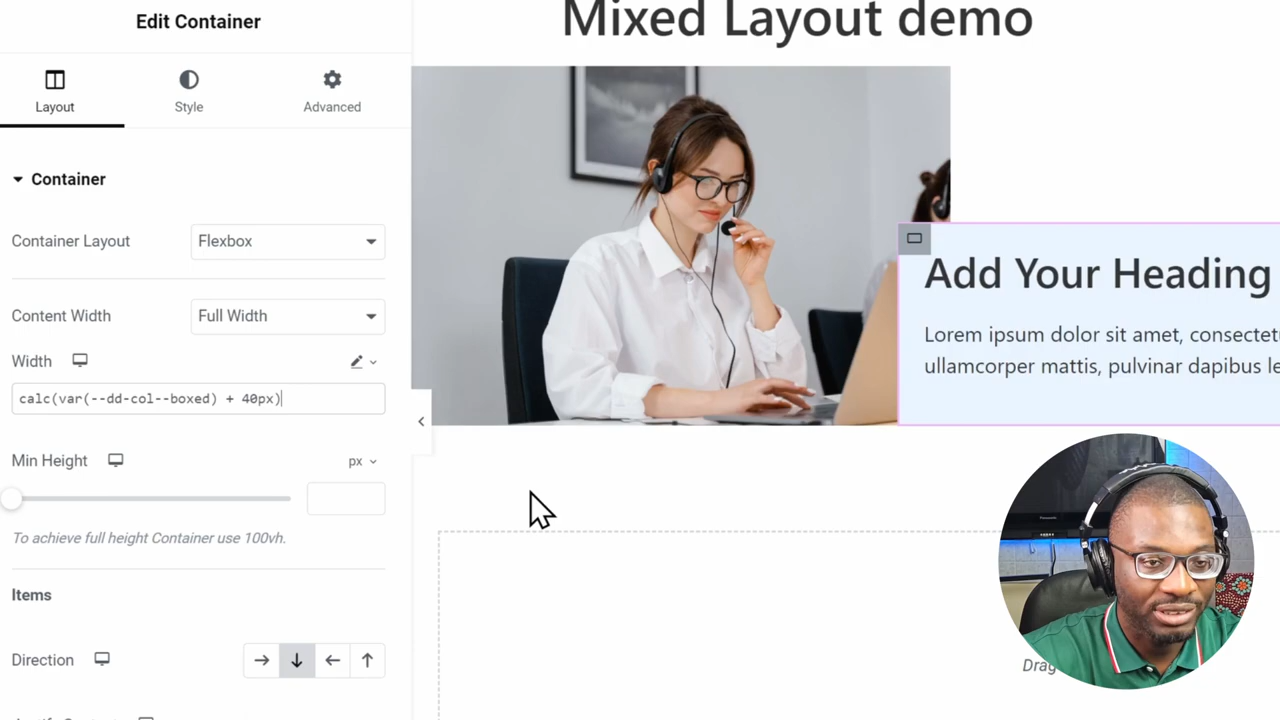 Edit Container
Layout
Style
Advanced
Container
Container Layout
Flexbox
Content Width
Full Width
Width
calc(var(--dd-col--boxed) + 40px)
Min Height
px
To achieve full height Container use 100vh.
Items
Direction
Mixed Layout demo
Add Your Heading
Lorem ipsum dolor sit amet, consectetu
ullamcorper mattis, pulvinar dapibus le
Drag